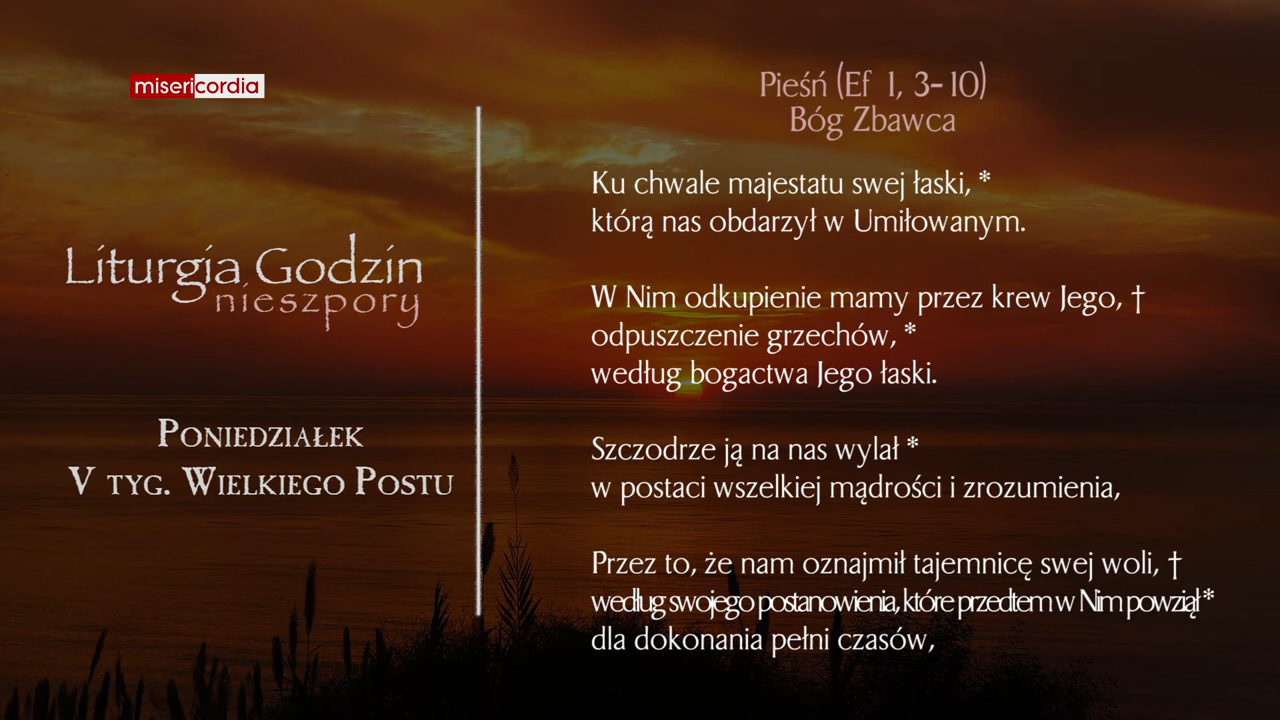 misericordia
Liturgia Godzin
nieszpory
Poniedziałek
V tyg. Wielkiego Postu
Pieśń (Ef 1, 3-10)
Bóg Zbawca
Ku chwale majestatu swej łaski, *
którą nas obdarzył w Umiłowanym.
W Nim odkupienie mamy przez krew Jego, †
odpuszczenie grzechów, *
według bogactwa Jego łaski.
Szczodrze ją na nas wylał *
w postaci wszelkiej mądrości i zrozumienia,
Przez to, że nam oznajmił tajemnicę swej woli, †
według swojego postanowienia, które przedtem w Nim powziął *
dla dokonania pełni czasów,